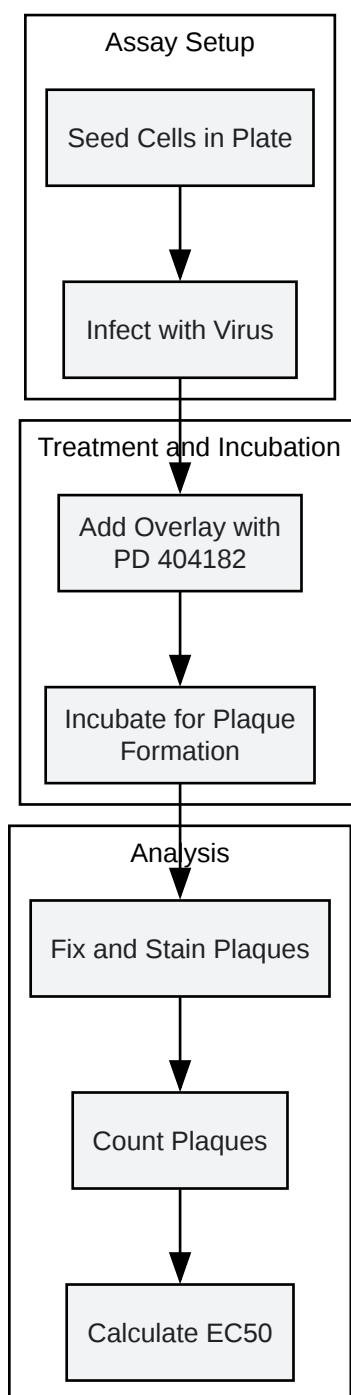 Assay Setup
Seed Cells in Plate
Infect with Virus
Treatment and Incubation
Add Overlay with
PD 404182
Incubate for Plaque
Formation
Analysis
Fix and Stain Plaques
Count Plaques
Calculate EC50